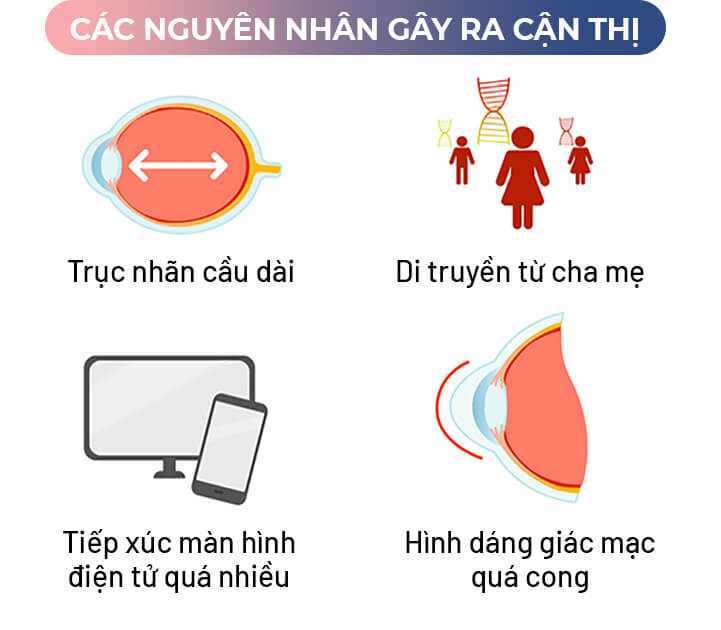 CÁC NGUYÊN NHÂN GÂY RA CẬN THỊ
Trục nhãn cầu dài
Di truyền từ cha mẹ
Tiếp xúc màn hình
điện tử quá nhiều
Hình dáng giác mạc
quá cong